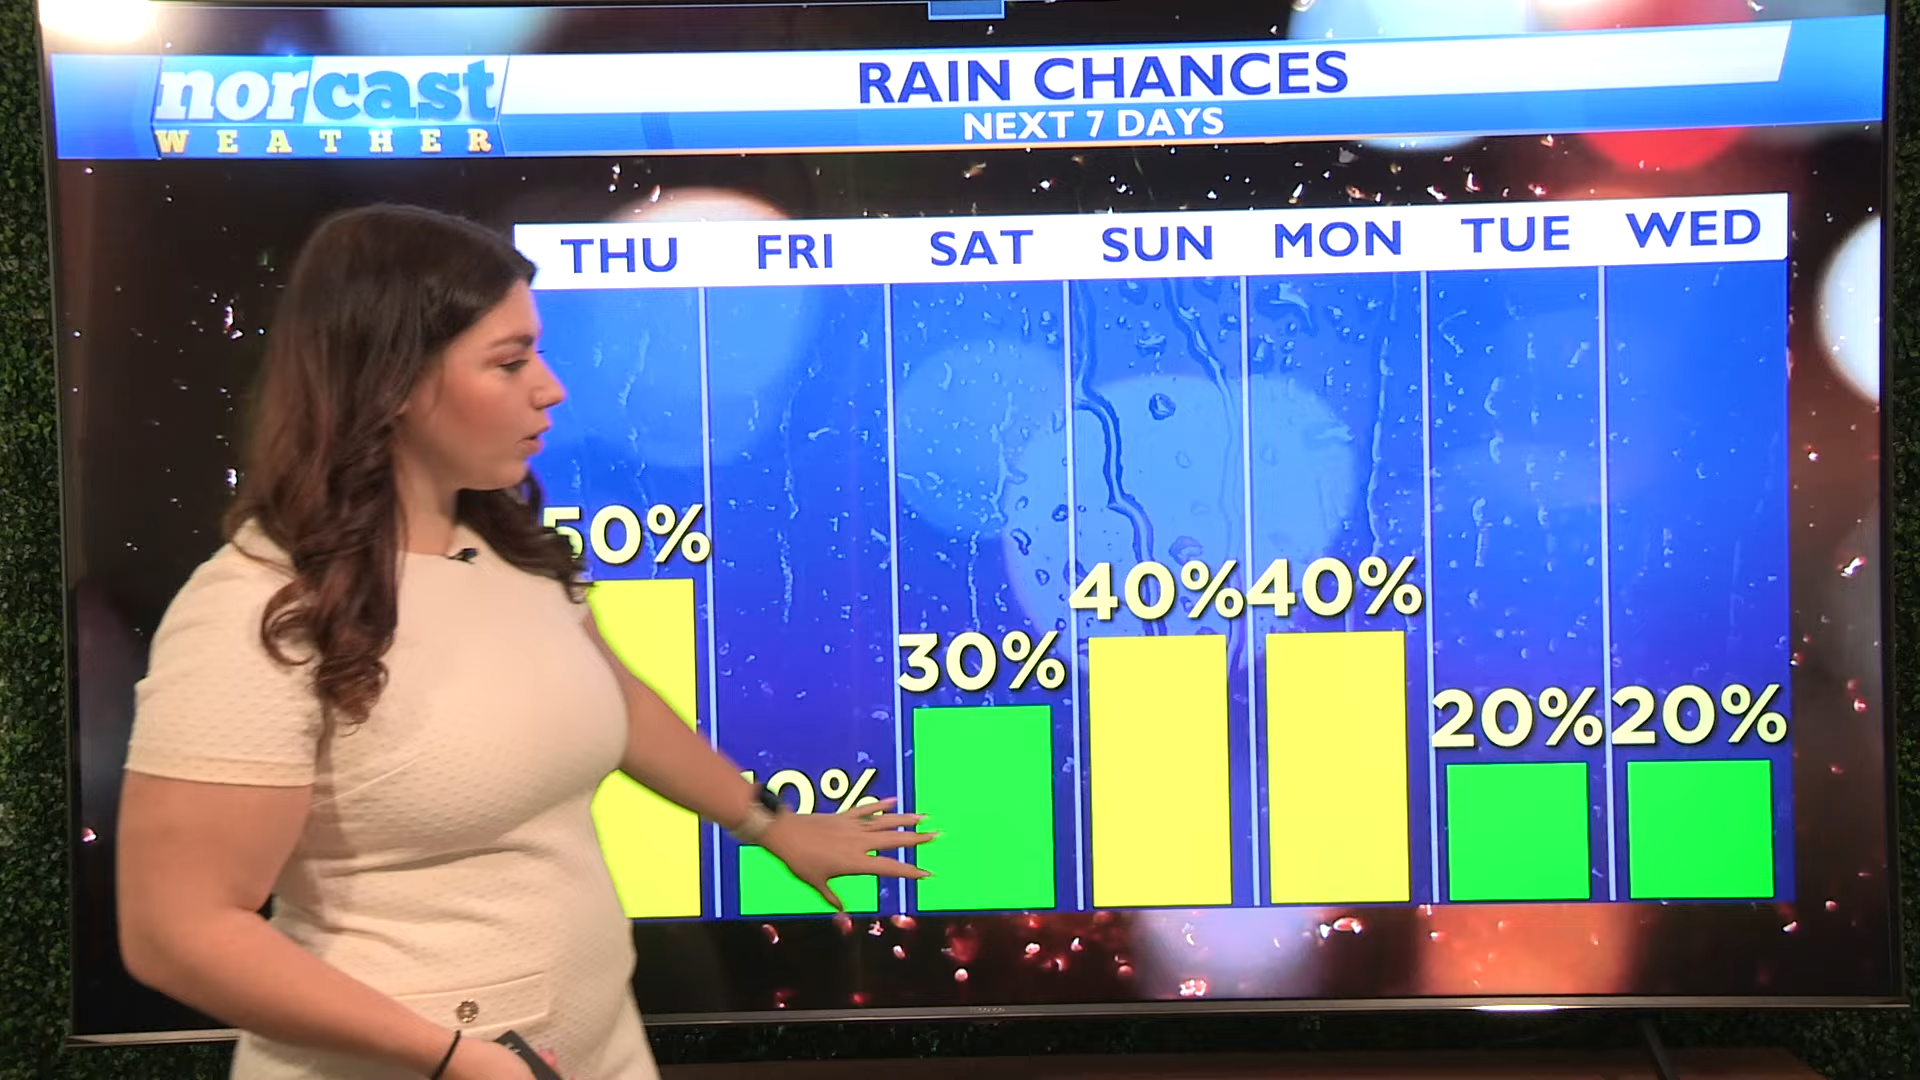 norcast
WEATHER
RAIN CHANCES
NEXT 7 DAYS
THU FRI SAT SUN MON TUE WED
50% 30% 40% 40% 20% 20%